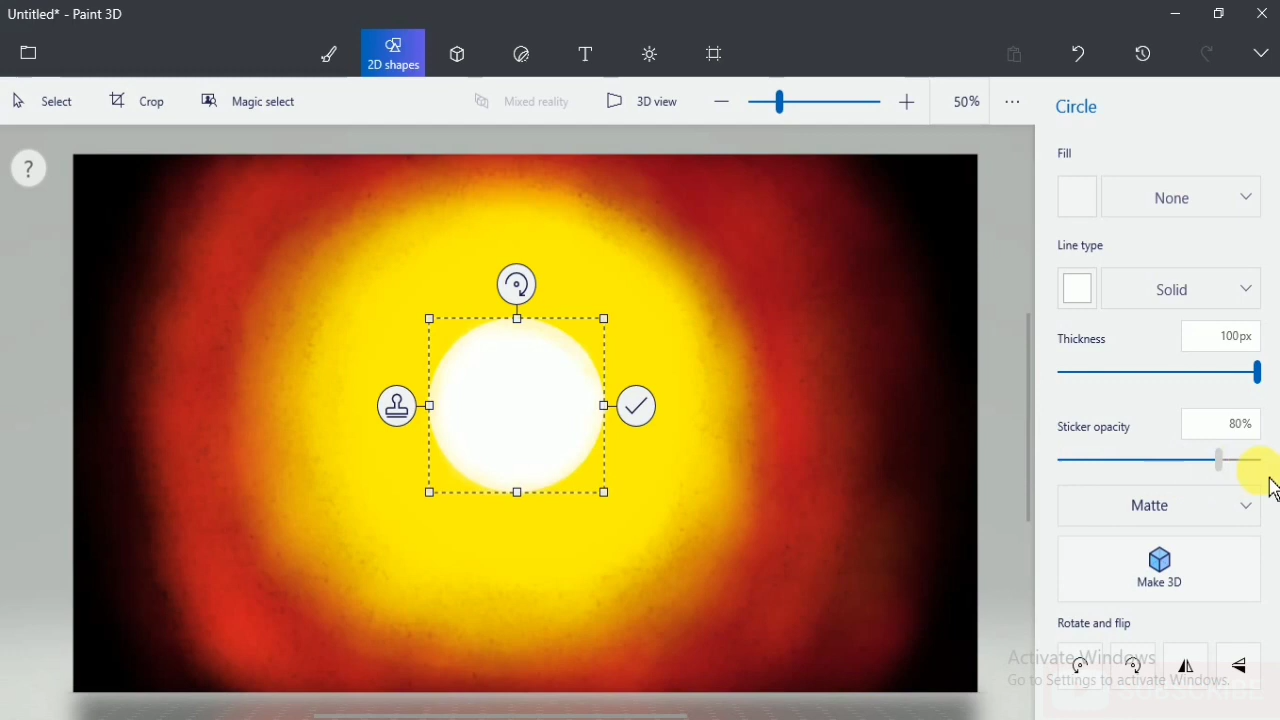 Untitled* - Paint 3D
2D shapes
Select
Crop
Magic select
Mixed reality
3D view
50%
Circle
?
Fill
None
Line type
Solid
Thickness
100px
Sticker opacity
80%
Matte
Make 3D
Rotate and flip
Activate Windows
Go to Settings to activate Windows.